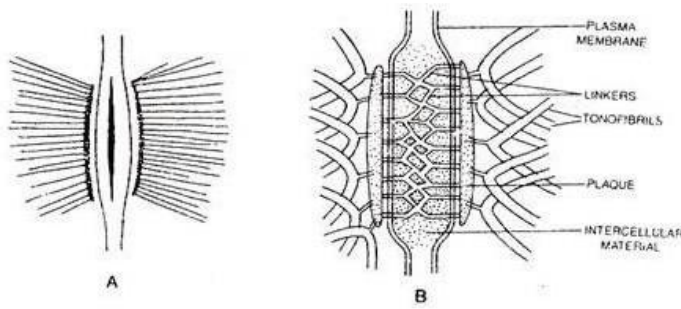 PLASMA
MEMBRANE
LINKERS
TONOFIBRILS
PLAQUE
INTERCELLULAR
MATERIAL
A
B